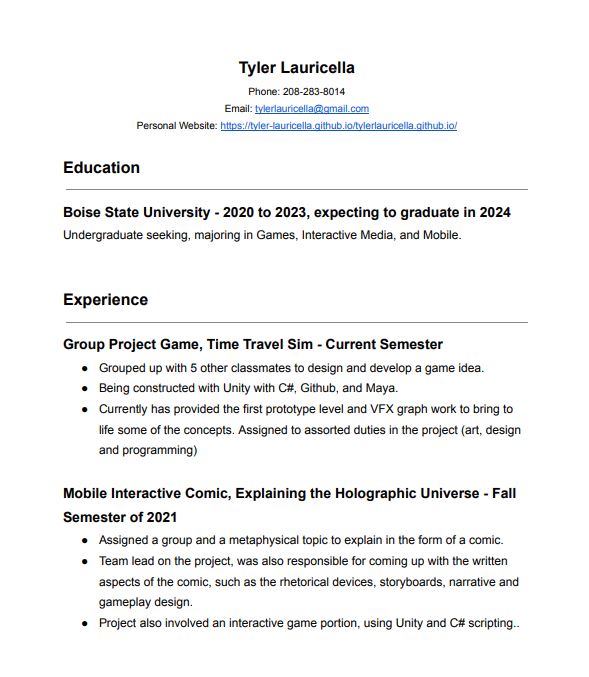 Tyler Lauricella
Phone: 208-283-8014
Email: tylerlauricella@gmail.com
Personal Website: https://tyler-lauricella.github.io/tylerlauricella.github.io/
Education
Boise State University - 2020 to 2023, expecting to graduate in 2024
Undergraduate seeking, majoring in Games, Interactive Media, and Mobile.
Experience
Group Project Game, Time Travel Sim - Current Semester
● Grouped up with 5 other classmates to design and develop a game idea.
● Being constructed with Unity with C#, Github, and Maya.
● Currently has provided the first prototype level and VFX graph work to bring to
life some of the concepts. Assigned to assorted duties in the project (art, design
and programming)
Mobile Interactive Comic, Explaining the Holographic Universe - Fall
Semester of 2021
● Assigned a group and a metaphysical topic to explain in the form of a comic.
● Team lead on the project, was also responsible for coming up with the written
aspects of the comic, such as the rhetorical devices, storyboards, narrative and
gameplay design.
● Project also involved an interactive game portion, using Unity and C# scripting..